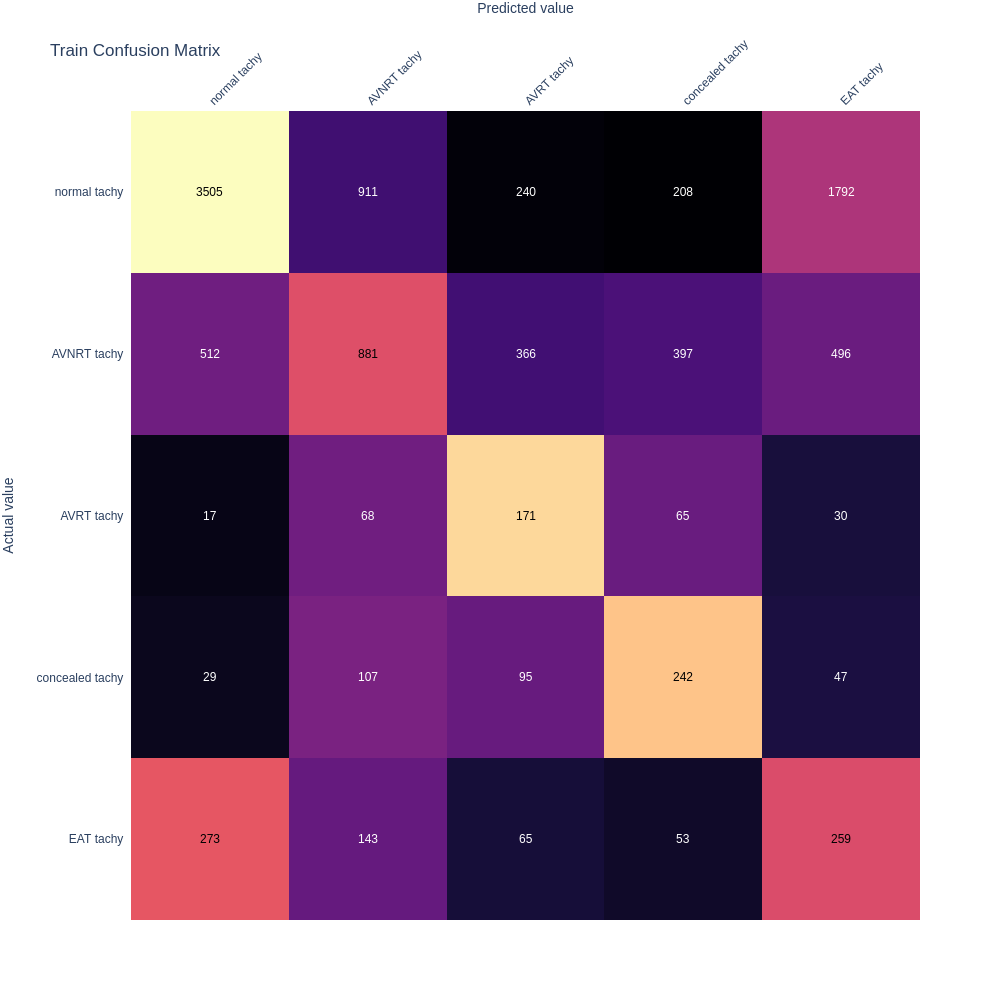 Predicted value
Train Confusion Matrix
normal tachy
AVNRT tachy
AVRT tachy
concealed tachy
EAT tachy
normal tachy 3505 911 240 208 1792
AVNRT tachy 512 881 366 397 496
Actual value
AVRT tachy 17 68 171 65 30
concealed tachy 29 107 95 242 47
EAT tachy 273 143 65 53 259